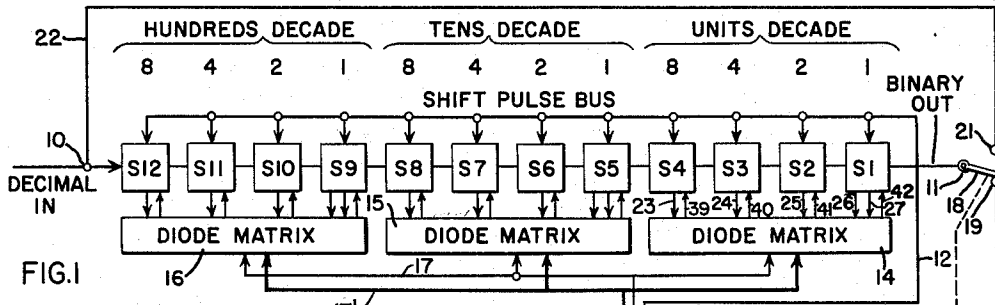 22
HUNDREDS DECADE TENS DECADE UNITS DECADE
8 4 2 1 8 4 2 1 8 4 2 1
SHIFT PULSE BUS
BINARY OUT
21
10
DECIMAL IN
S12 S11 S10 S9 S8 S7 S6 S5 S4 S3 S2 S1
11 18 19
15 23 39 24 40 25 41 26 27 42
DIODE MATRIX DIODE MATRIX DIODE MATRIX
16 17 14 12
FIG.1